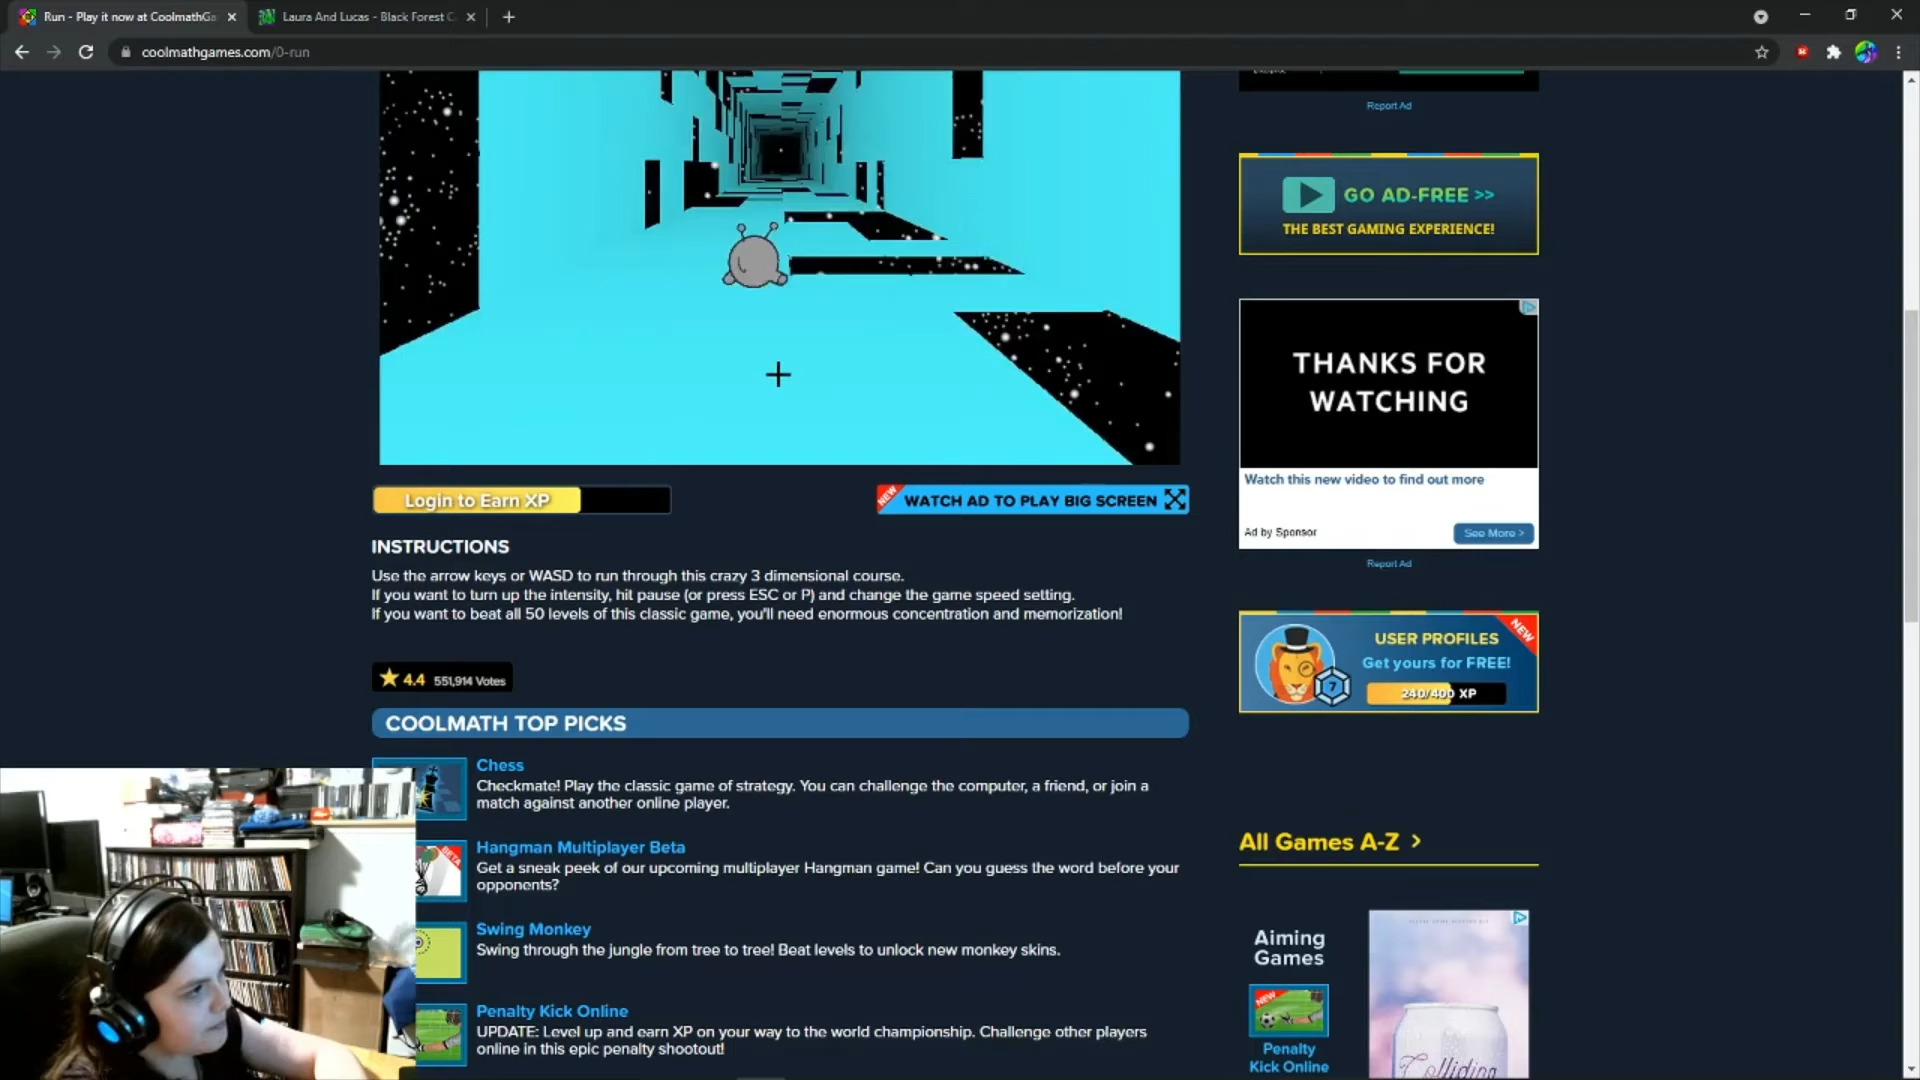 Run - Play it now at CoolmathGa
Laura And Lucas - Black Forest C
coolmathgames.com/0-run
Report Ad
GO AD-FREE >>
THE BEST GAMING EXPERIENCE!
THANKS FOR
WATCHING
Watch this new video to find out more
Ad by Sponsor
See More >
Report Ad
Login to Earn XP
NEW
WATCH AD TO PLAY BIG SCREEN
INSTRUCTIONS
Use the arrow keys or WASD to run through this crazy 3 dimensional course.
If you want to turn up the intensity, hit pause (or press ESC or P) and change the game speed setting.
If you want to beat all 50 levels of this classic game, you'll need enormous concentration and memorization!
USER PROFILES
NEW
Get yours for FREE!
7
240/400 XP
4.4 551,914 Votes
COOLMATH TOP PICKS
Chess
Checkmate! Play the classic game of strategy. You can challenge the computer, a friend, or join a
match against another online player.
Hangman Multiplayer Beta
BETA
Get a sneak peek of our upcoming multiplayer Hangman game! Can you guess the word before your
opponents?
Swing Monkey
Swing through the jungle from tree to tree! Beat levels to unlock new monkey skins.
Penalty Kick Online
UPDATE: Level up and earn XP on your way to the world championship. Challenge other players
online in this epic penalty shootout!
All Games A-Z >
Aiming
Games
NEW
Penalty
Kick Online
Colliding